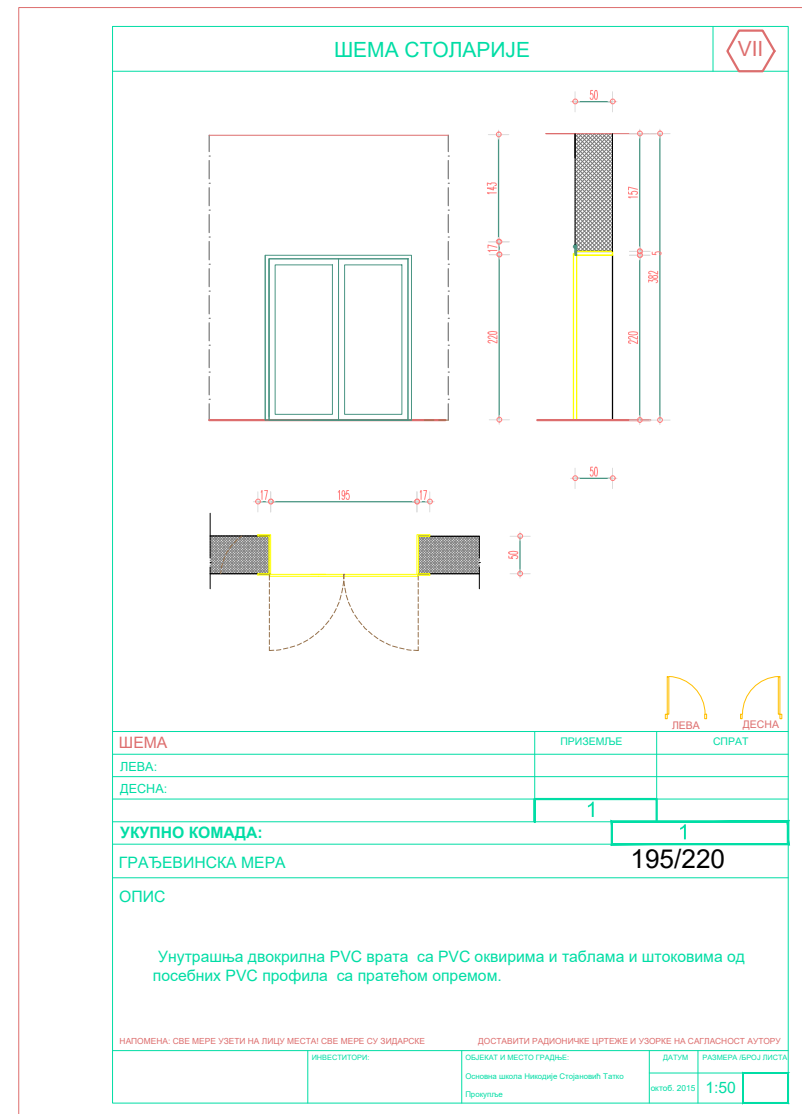 ШЕМА СТОЛАРИЈЕ
VII
50
143
17
220
157
5
382
220
50
17
195
17
50
ЛЕВА
ДЕСНА
ШЕМА
ПРИЗЕМЉЕ
СПРАТ
ЛЕВА:
ДЕСНА:
1
УКУПНО КОМАДА:
1
ГРАЂЕВИНСКА МЕРА
195/220
ОПИС
Унутрашња двокрилна PVC врата са PVC оквирима и таблама и штоковима од
посебних PVC профила са пратећом опремом.
НАПОМЕНА: СВЕ МЕРЕ УЗЕТИ НА ЛИЦУ МЕСТА! СВЕ МЕРЕ СУ ЗИДАРСКЕ
ДОСТАВИТИ РАДИОНИЧКЕ ЦРТЕЖЕ И УЗОРКЕ НА САГЛАСНОСТ АУТОРУ
ИНВЕСТИТОРИ:
ОБЈЕКАТ И МЕСТО ГРАДЊЕ:
ДАТУМ
РАЗМЕРА /БРОЈ ЛИСТА
Основна школа Никодије Стојановић Татко
Прокупље
октоб. 2015
1:50